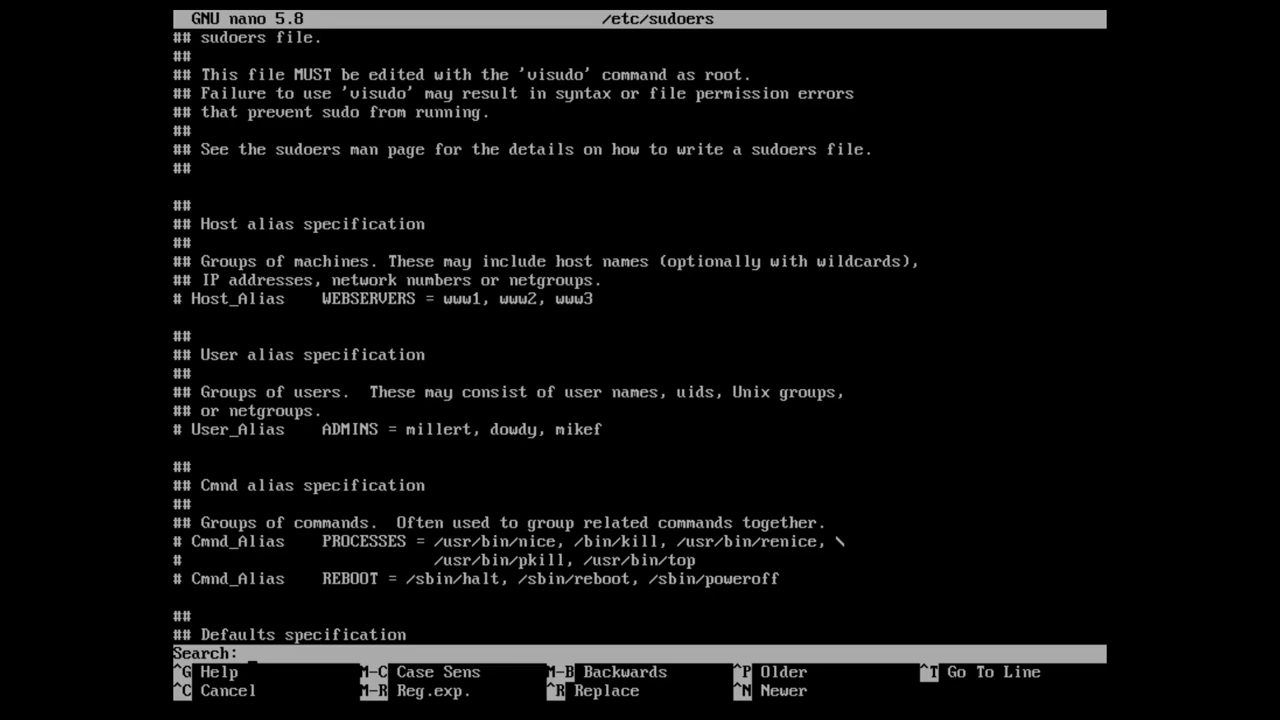 GNU nano 5.8 /etc/sudoers
## sudoers file.
##
## This file MUST be edited with the 'visudo' command as root.
## Failure to use 'visudo' may result in syntax or file permission errors
## that prevent sudo from running.
##
## See the sudoers man page for the details on how to write a sudoers file.
##
##
## Host alias specification
##
## Groups of machines. These may include host names (optionally with wildcards),
## IP addresses, network numbers or netgroups.
# Host_Alias WEBSERVERS = www1, www2, www3
##
## User alias specification
##
## Groups of users.  These may consist of user names, uids, Unix groups,
## or netgroups.
# User_Alias ADMINS = millert, dowdy, mikef
##
## Cmnd alias specification
##
## Groups of commands.  Often used to group related commands together.
# Cmnd_Alias PROCESSES = /usr/bin/nice, /bin/kill, /usr/bin/renice, \
# /usr/bin/pkill, /usr/bin/top
# Cmnd_Alias REBOOT = /sbin/halt, /sbin/reboot, /sbin/poweroff
##
## Defaults specification
Search:
^G Help M-C Case Sens M-B Backwards ^P Older ^T Go To Line
^C Cancel M-R Reg.exp. ^R Replace ^N Newer